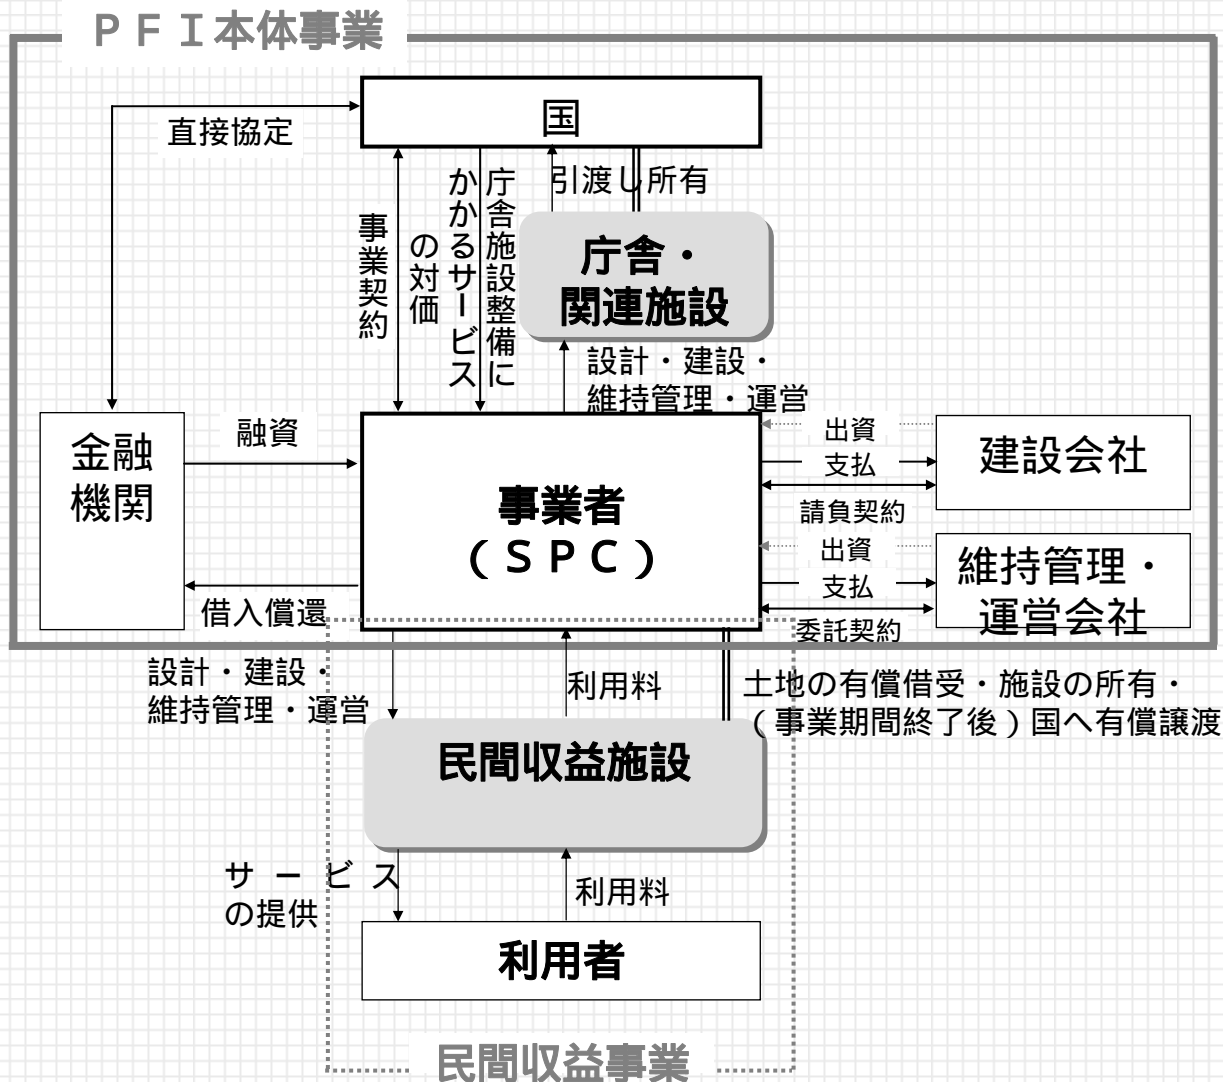 ＰＦＩ本体事業
国
直接協定
引渡し所有
事業契約
庁舎施設整備に
かかるサービス
の対価
庁舎・
関連施設
設計・建設・
維持管理・運営
金融
機関
融資
借入償還
事業者
（ＳＰＣ）
出資
支払
請負契約
建設会社
出資
支払
委託契約
維持管理・
運営会社
設計・建設・
維持管理・運営
利用料
土地の有償借受・施設の所有・
（事業期間終了後）国へ有償譲渡
民間収益施設
サービス
の提供
利用料
利用者
民間収益事業